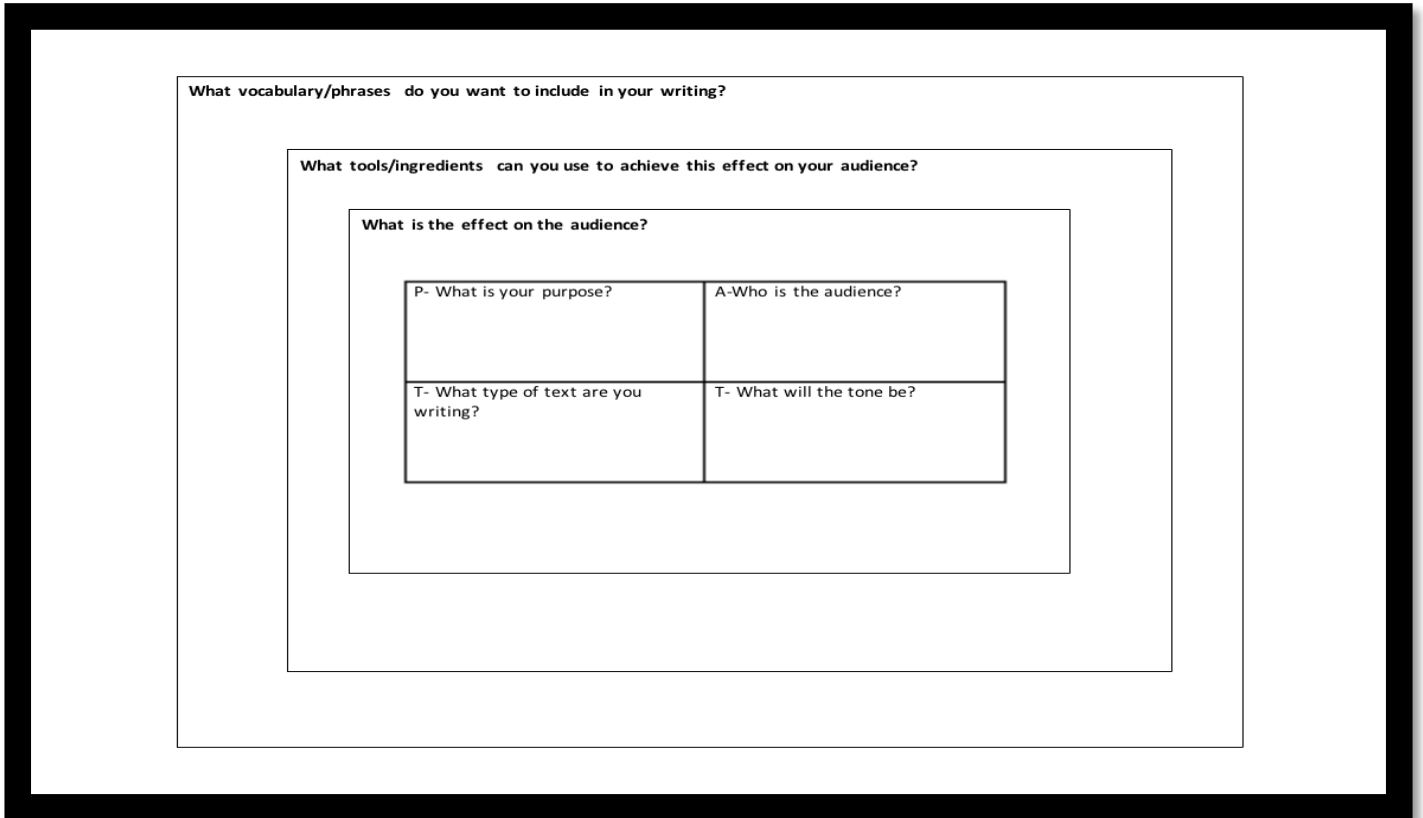 What vocabulary/phrases do you want to include in your writing?
What tools/ingredients can you use to achieve this effect on your audience?
What is the effect on the audience?
P- What is your purpose?
A-Who is the audience?
T- What type of text are you
writing?
T- What will the tone be?